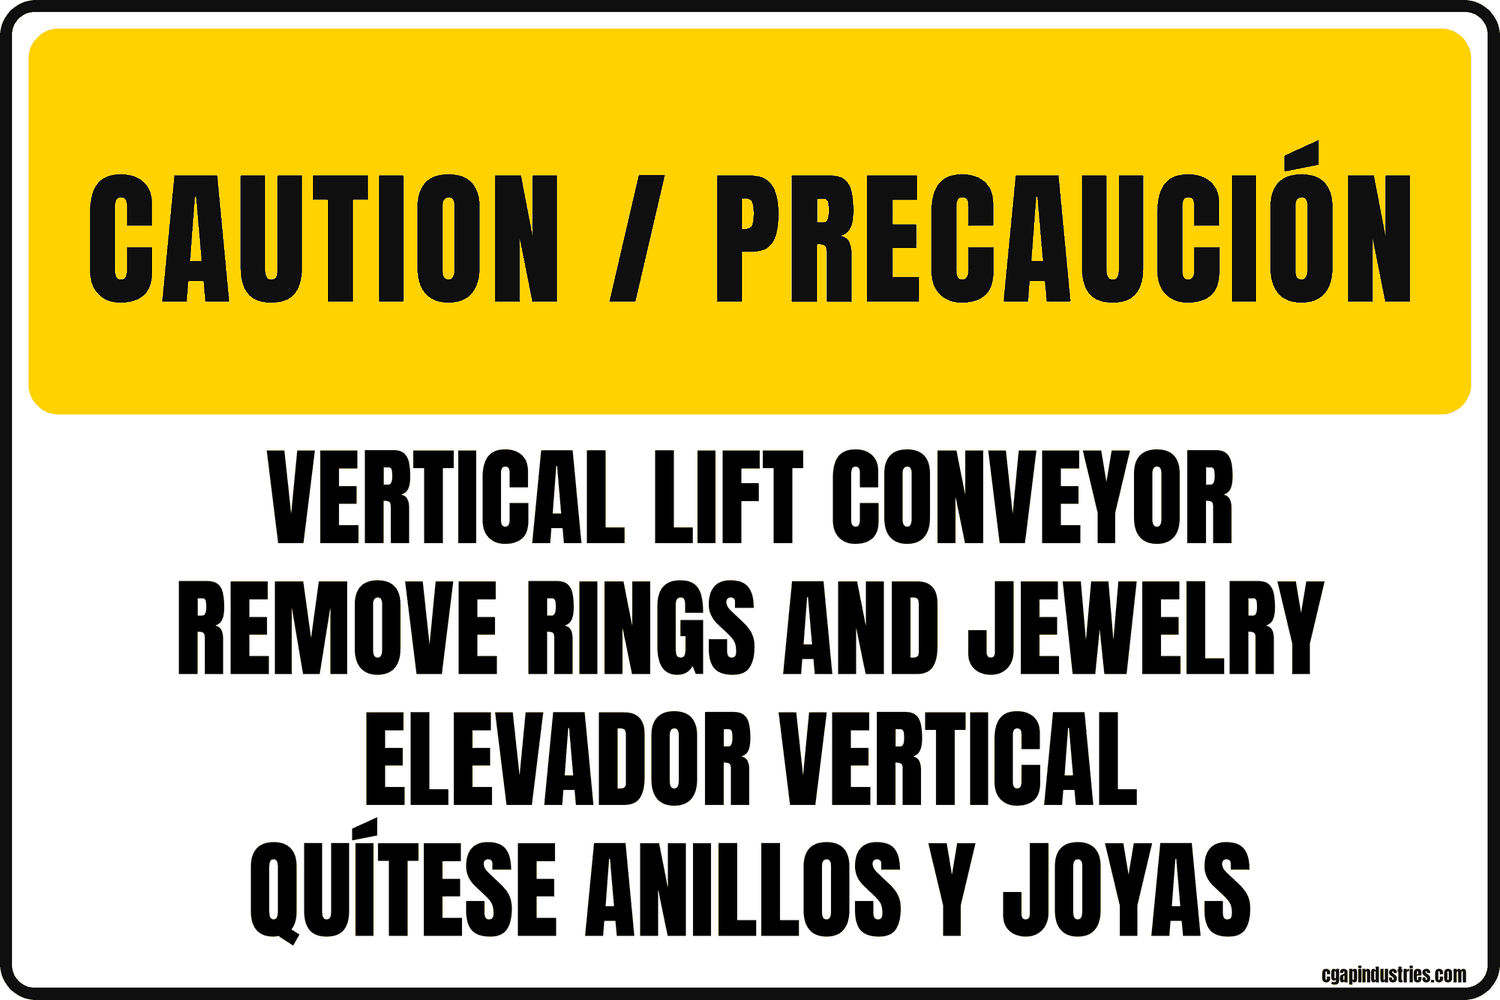 CAUTION / PRECAUCIÓN
VERTICAL LIFT CONVEYOR
REMOVE RINGS AND JEWELRY
ELEVADOR VERTICAL
QUÍTESE ANILLOS Y JOYAS
cgapindustries.com